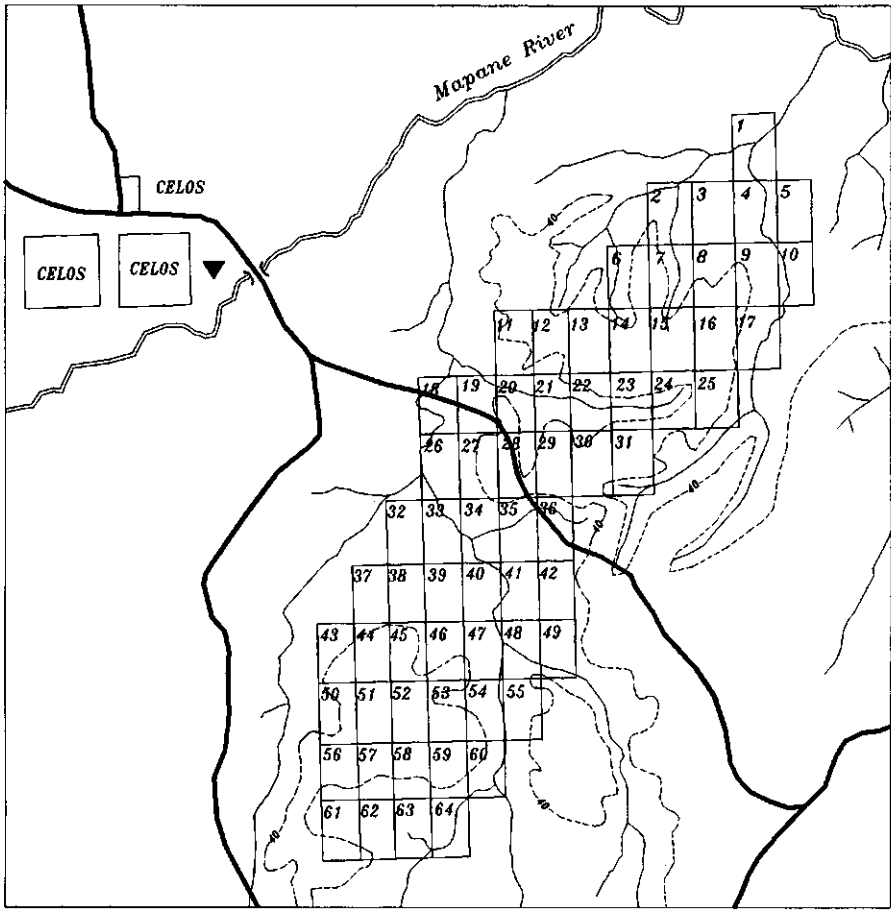 Mapane River
1
CELOS
2 3 4 5
40
CELOS CELOS
6 7 8 9 10
11 12 13 14 15 16 17
18 19 20 21 22 23 24 25
26 27 28 29 30 31
40
32 33 34 35 36
40
37 38 39 40 41 42
43 44 45 46 47 48 49
50 51 52 53 54 55
56 57 58 59 60
40
61 62 63 64
40